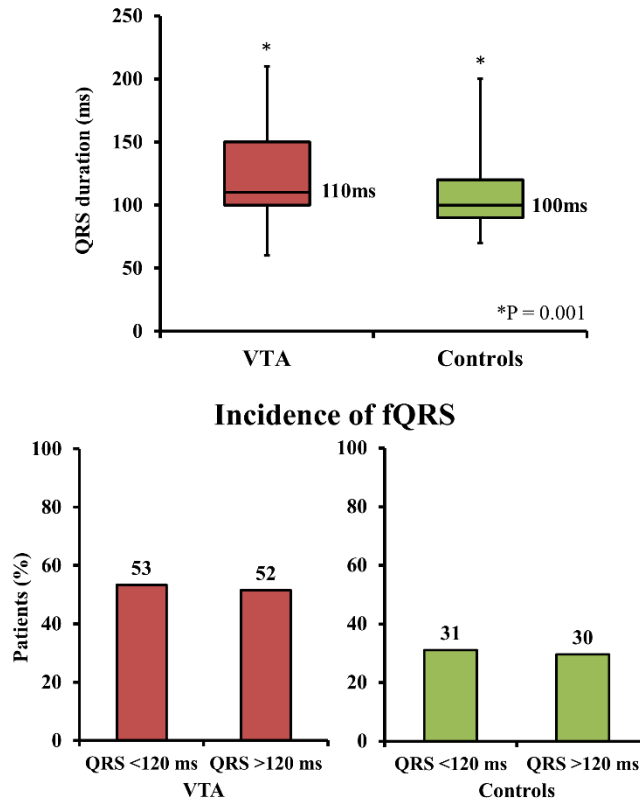 250
200
150
100
50
0
QRS duration (ms)
*
*
110ms
100ms
*P = 0.001
VTA
Controls
Incidence of fQRS
100
80
60
40
20
0
Patients (%)
53
52
QRS <120 ms
QRS >120 ms
VTA
100
80
60
40
20
0
31
30
QRS <120 ms
QRS >120 ms
Controls